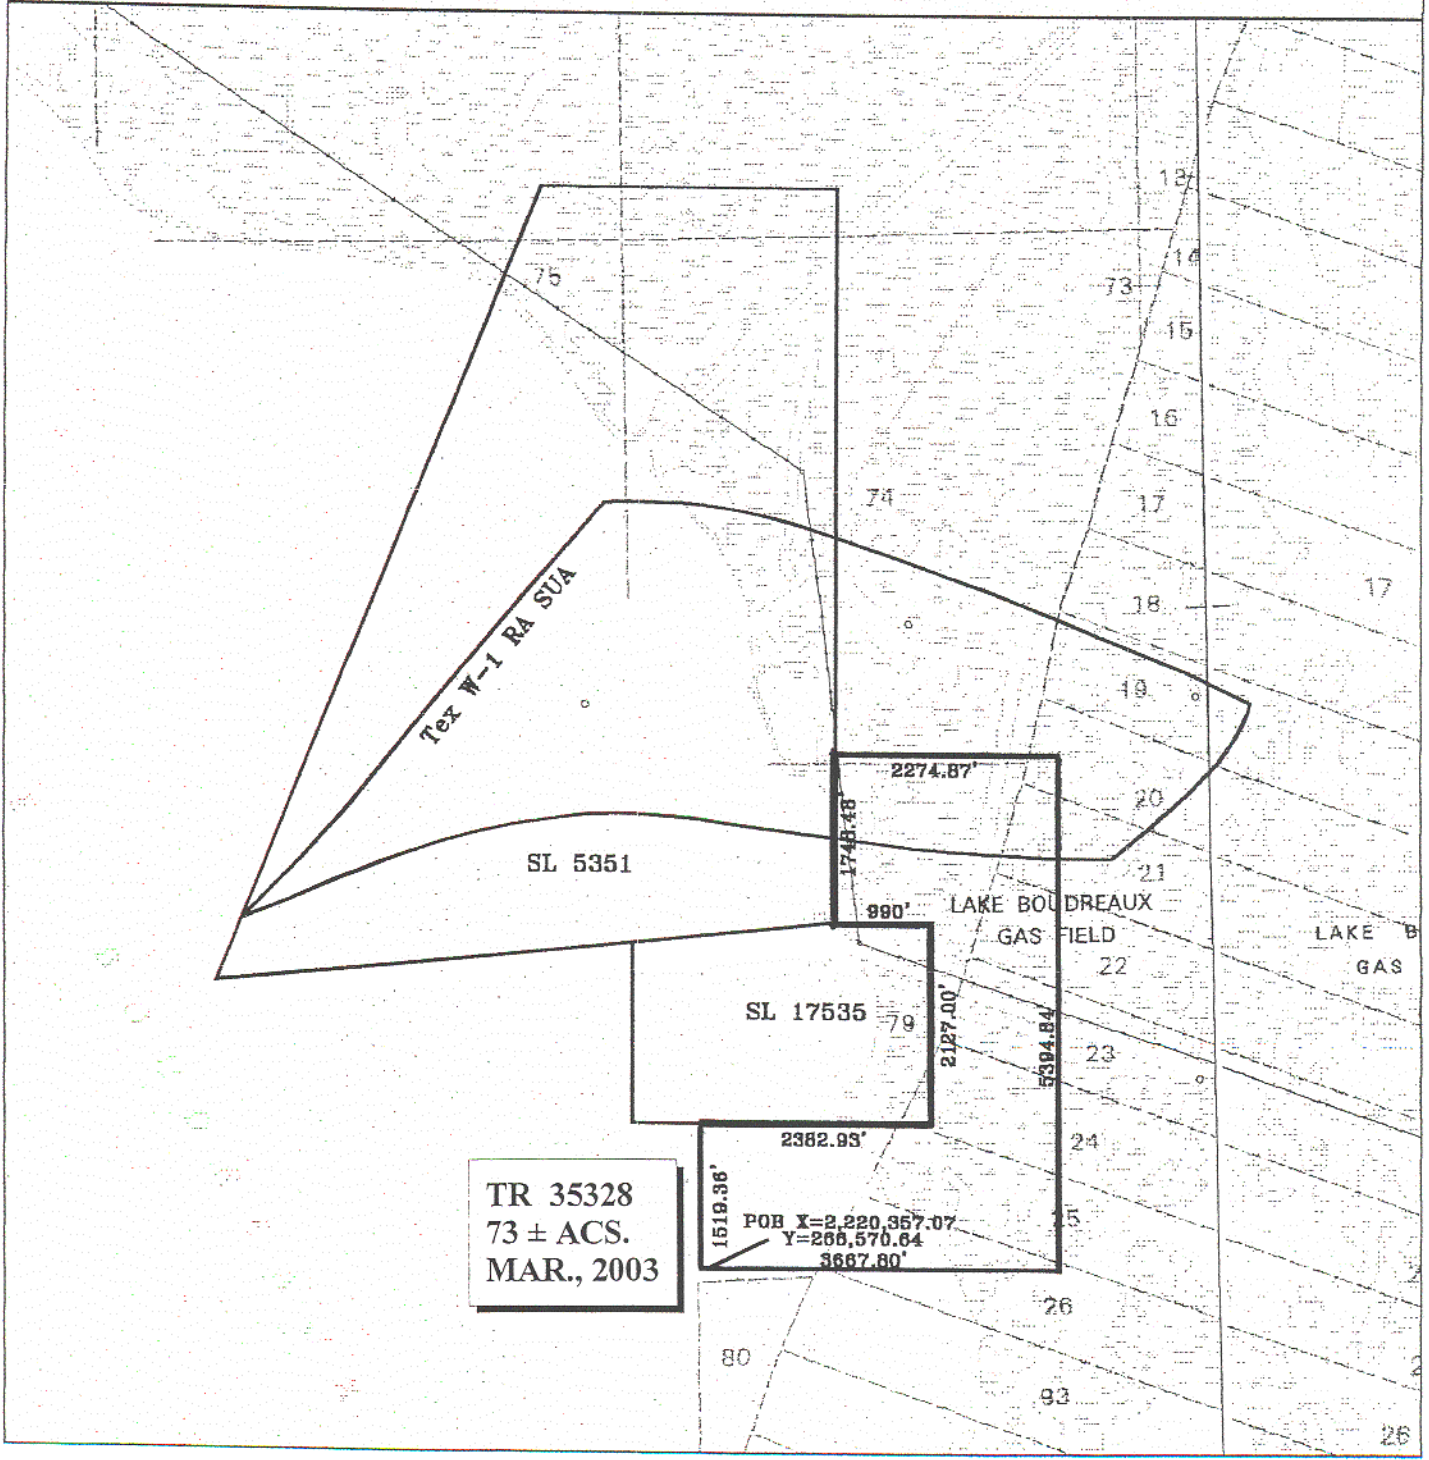 13
14
75
73
15
16
74
17
17
18
Tex W-1 RA SUA
19
2274.87'
20
1748.48'
SL 5351
21
990'
LAKE BOUDREAUX
GAS FIELD
LAKE B
GAS
22
SL 17535
79
2127.00'
5394.84'
23
2382.93'
24
TR 35328
73 ± ACS.
MAR., 2003
1519.36'
POB X=2,220,357.07
Y=266,570.64
3667.80'
25
26
80
93
26